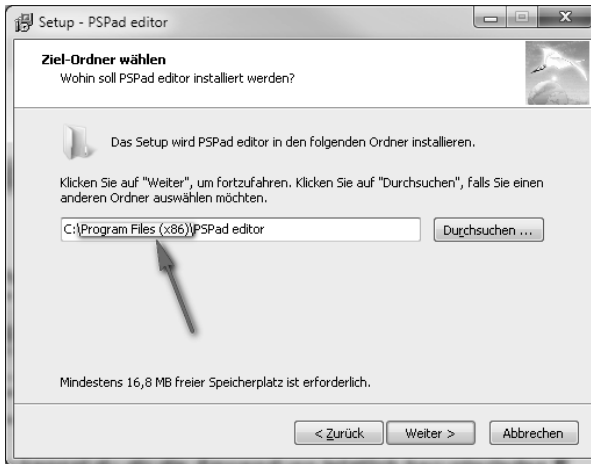 Setup - PSPad editor
Ziel-Ordner wählen
Wohin soll PSPad editor installiert werden?
Das Setup wird PSPad editor in den folgenden Ordner installieren.
Klicken Sie auf "Weiter", um fortzufahren. Klicken Sie auf "Durchsuchen", falls Sie einen
anderen Ordner auswählen möchten.
C:\Program Files (x86)\PSPad editor
Durchsuchen ...
Mindestens 16,8 MB freier Speicherplatz ist erforderlich.
< Zurück
Weiter >
Abbrechen